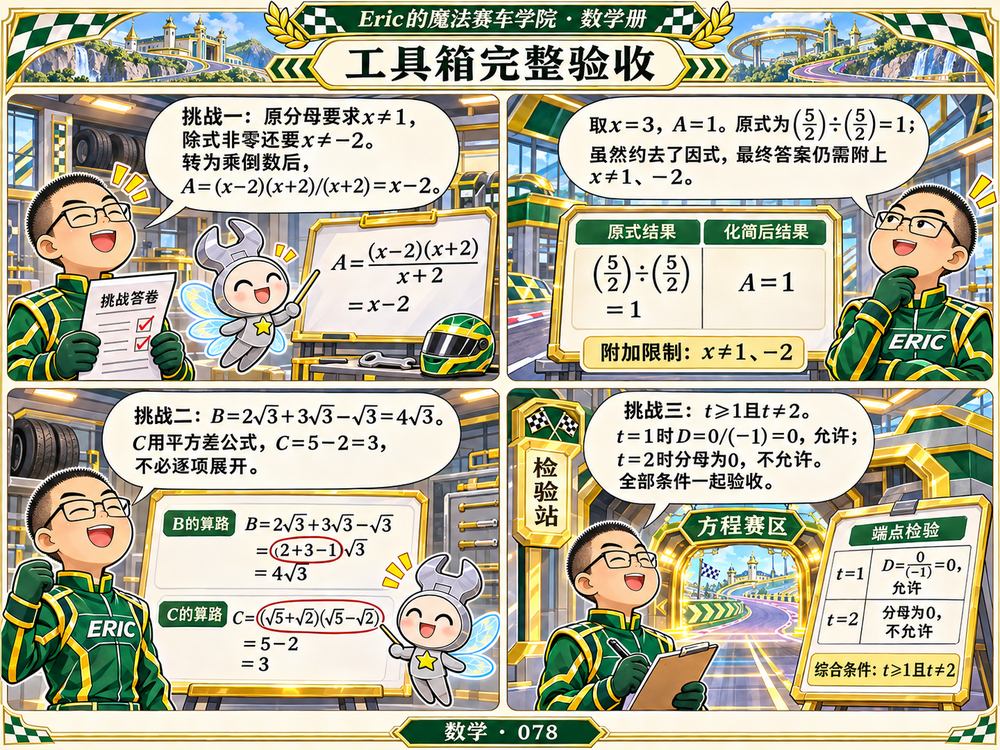 Eric的魔法赛车学院·数学册
工具箱完整验收
挑战一：原分母要求x≠1，
除式非零还要x≠−2。
转为乘倒数后，
A=(x−2)(x+2)/(x+2)=x−2。
挑战答卷
A=(x−2)(x+2)/x+2
=x−2
取x=3，A=1。原式为(5/2)÷(5/2)=1；
虽然约去了因式，最终答案仍需附上
x≠1、−2。
原式结果
化简后结果
(5/2)÷(5/2)
=1
A=1
附加限制：x≠1、−2
ERIC
挑战二：B=2√3+3√3−√3=4√3。
C用平方差公式，C=5−2=3，
不必逐项展开。
B的算路
B=2√3+3√3−√3
=(2+3−1)√3
=4√3
C的算路
C=(√5+√2)(√5−√2)
=5−2
=3
ERIC
挑战三：t⩾1且t≠2。
t=1时D=0/(−1)=0，允许；
t=2时分母为0，不允许。
全部条件一起验收。
检验站
方程赛区
端点检验
t=1
D=0/(−1)=0，
允许
t=2
分母为0，
不允许
综合条件：t⩾1且t≠2
数学·078